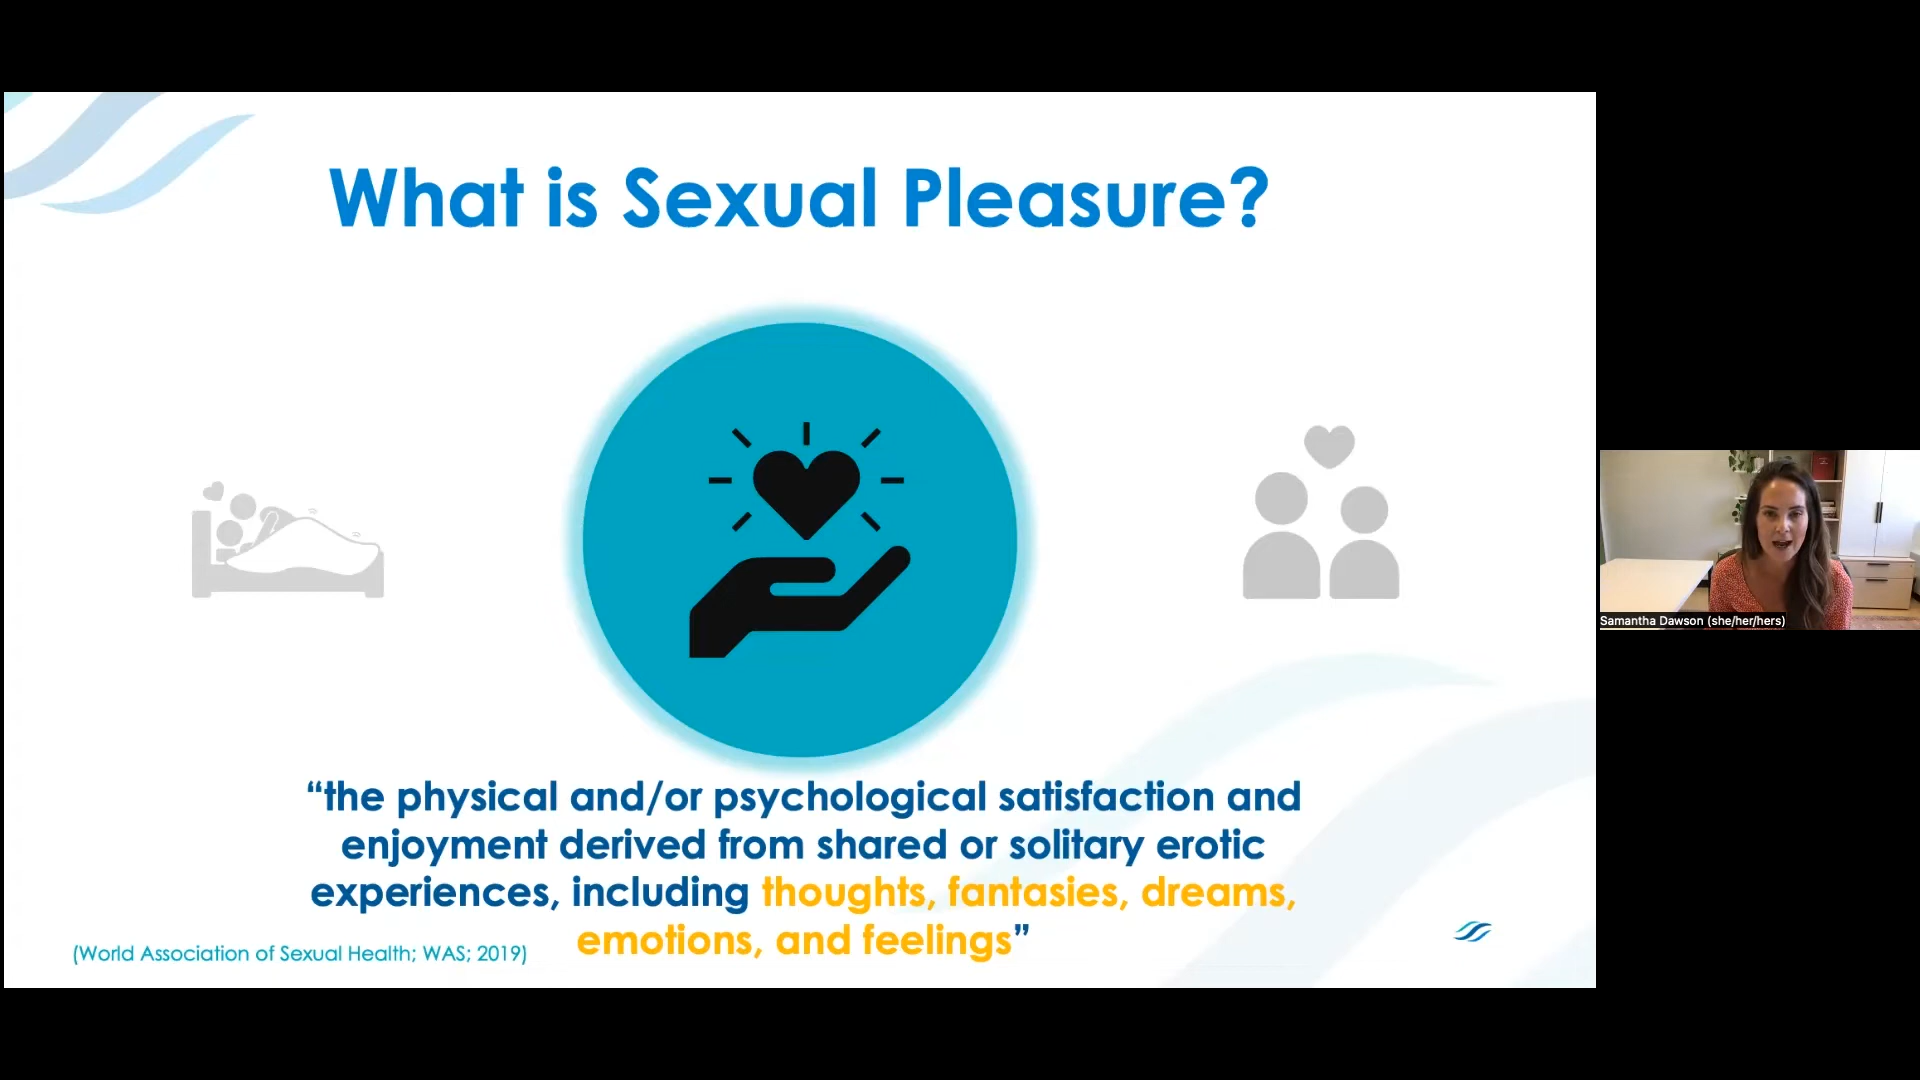 What is Sexual Pleasure?
“the physical and/or psychological satisfaction and
enjoyment derived from shared or solitary erotic
experiences, including thoughts, fantasies, dreams,
emotions, and feelings”
(World Association of Sexual Health; WAS; 2019)
Samantha Dawson (she/her/hers)